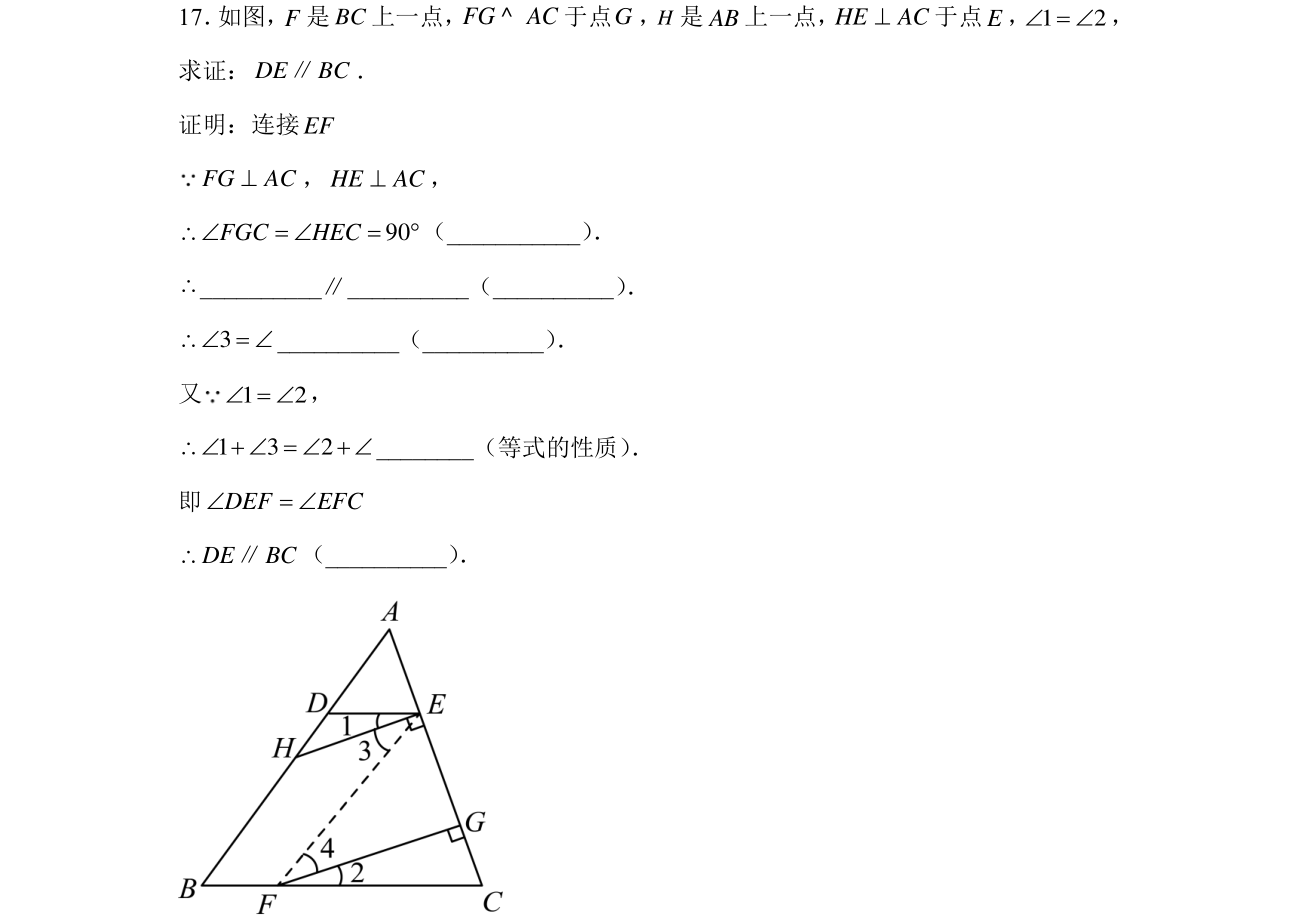 17. 如图，F 是 BC 上一点，FG ^ AC 于点 G，H 是 AB 上一点，HE ⊥ AC 于点 E，∠1 = ∠2，
求证：DE∥BC．
证明：连接 EF
∵FG ⊥ AC，HE ⊥ AC，
∴∠FGC = ∠HEC = 90°（___________）.
∴__________∥__________（__________）.
∴∠3 = ∠__________（__________）.
又∵∠1 = ∠2，
∴∠1+∠3 = ∠2+∠________（等式的性质）.
即∠DEF = ∠EFC
∴DE∥BC（__________）.
A
D
E
1
H
3
G
4
2
B
F
C